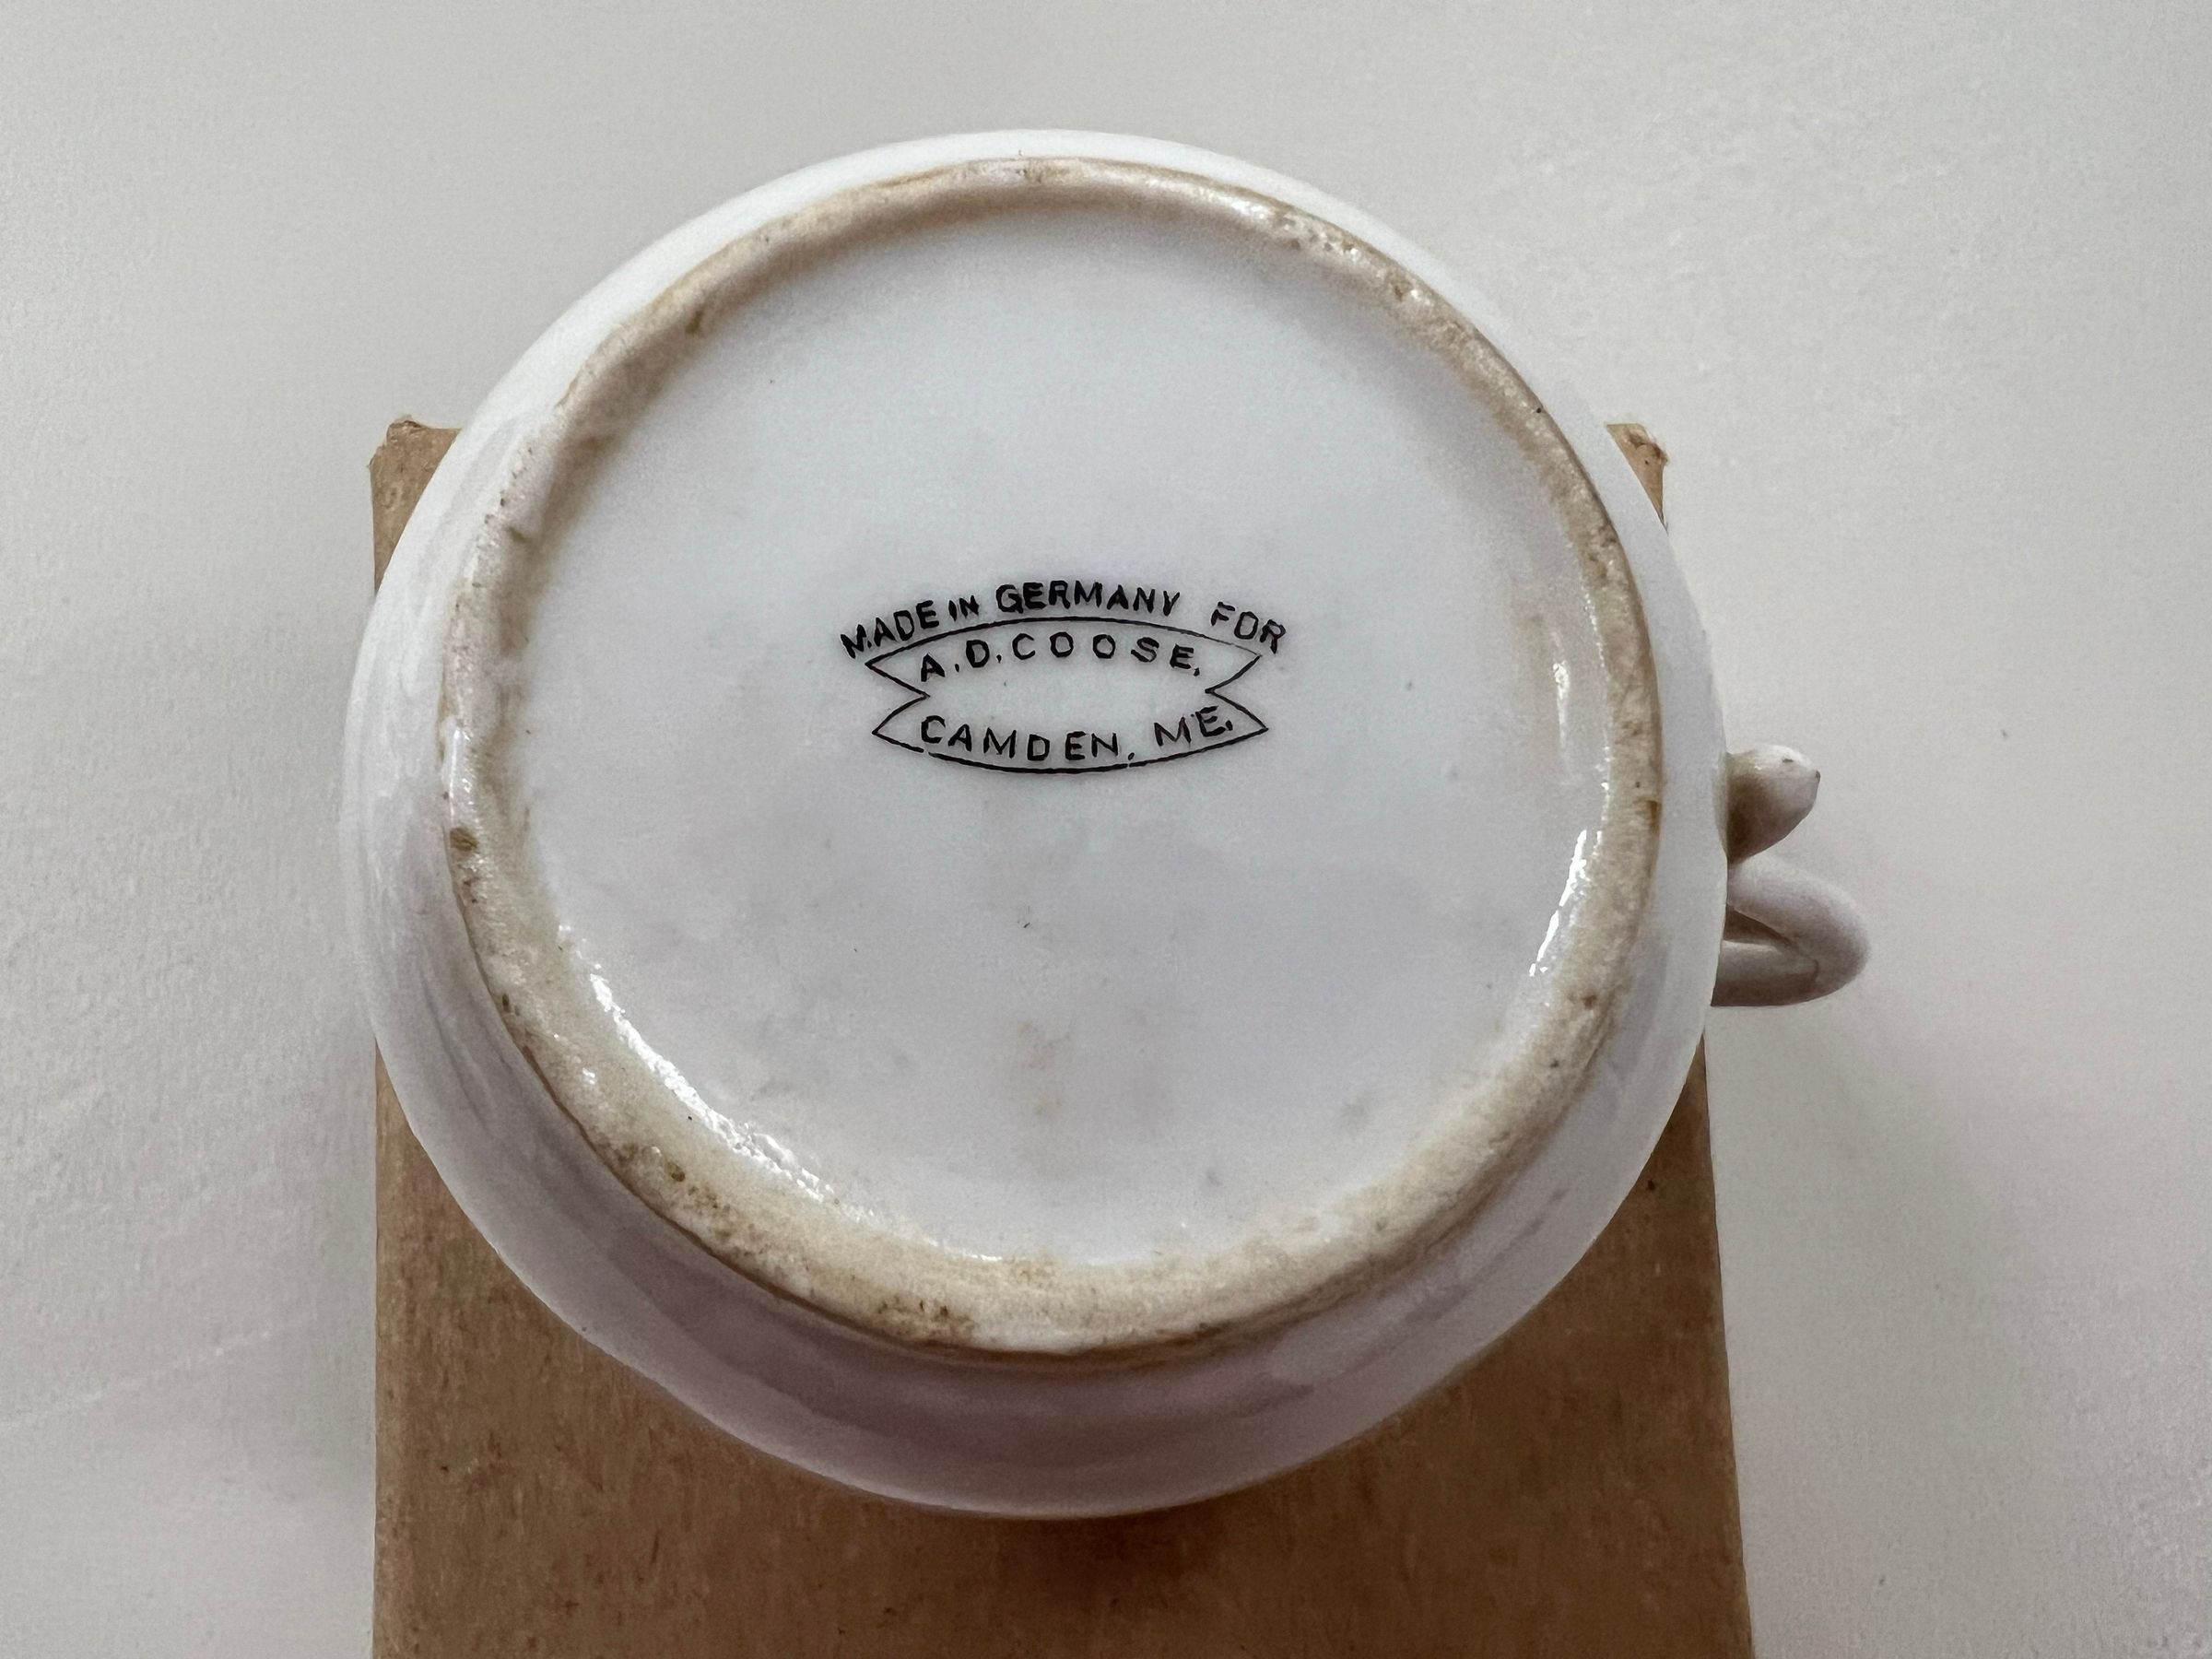 MADE IN GERMANY FOR
A.D.COOSE,
CAMDEN, ME.